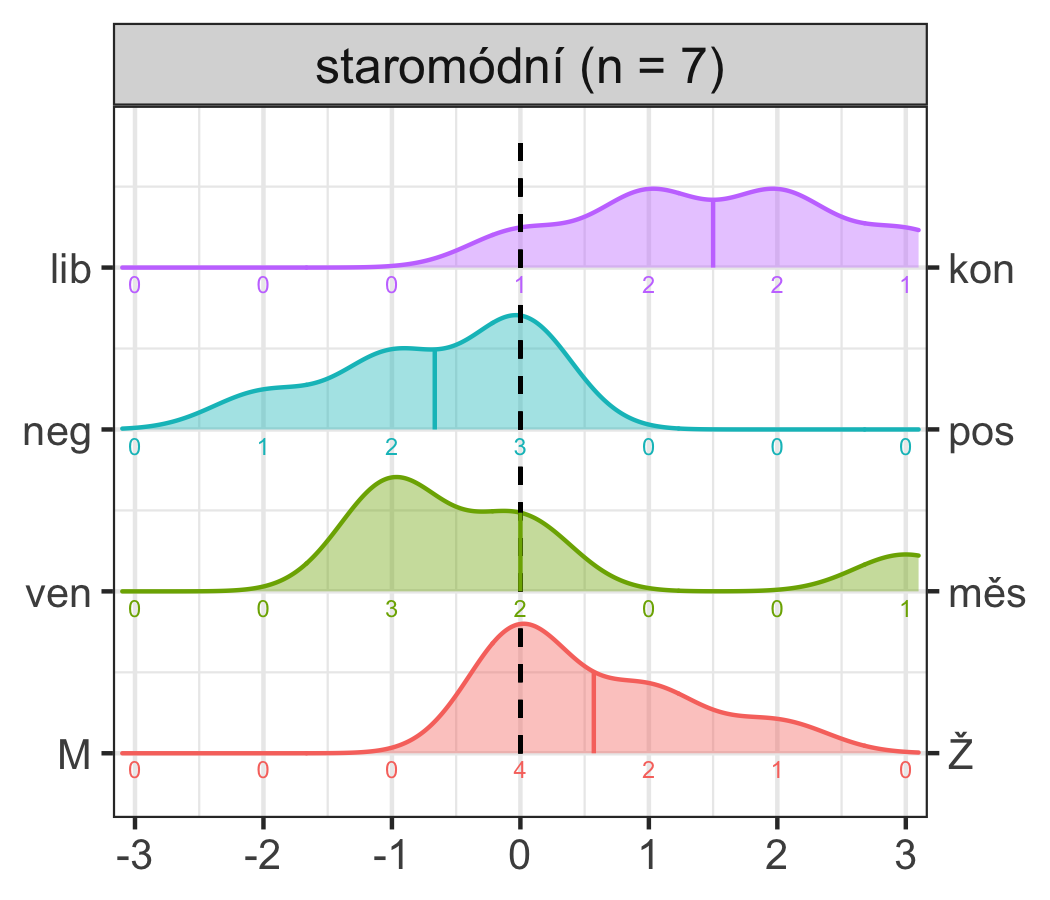 staromódní (n = 7)
lib kon
0 0 0 1 2 2 1
neg pos
0 1 2 3 0 0 0
ven měs
0 0 3 2 0 0 1
M Ž
0 0 0 4 2 1 0
-3 -2 -1 0 1 2 3